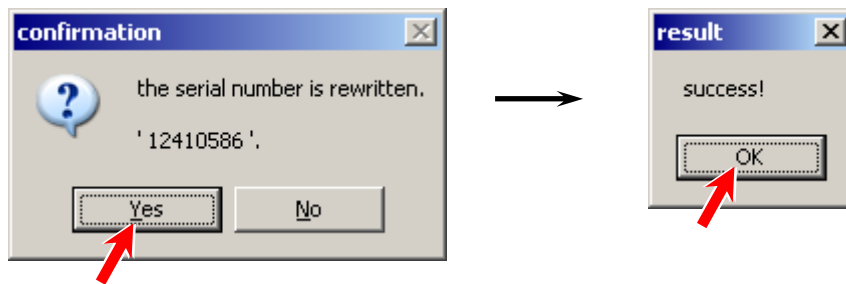 confirmation
the serial number is rewritten.
' 12410586 '.
Yes
No
result
success!
OK